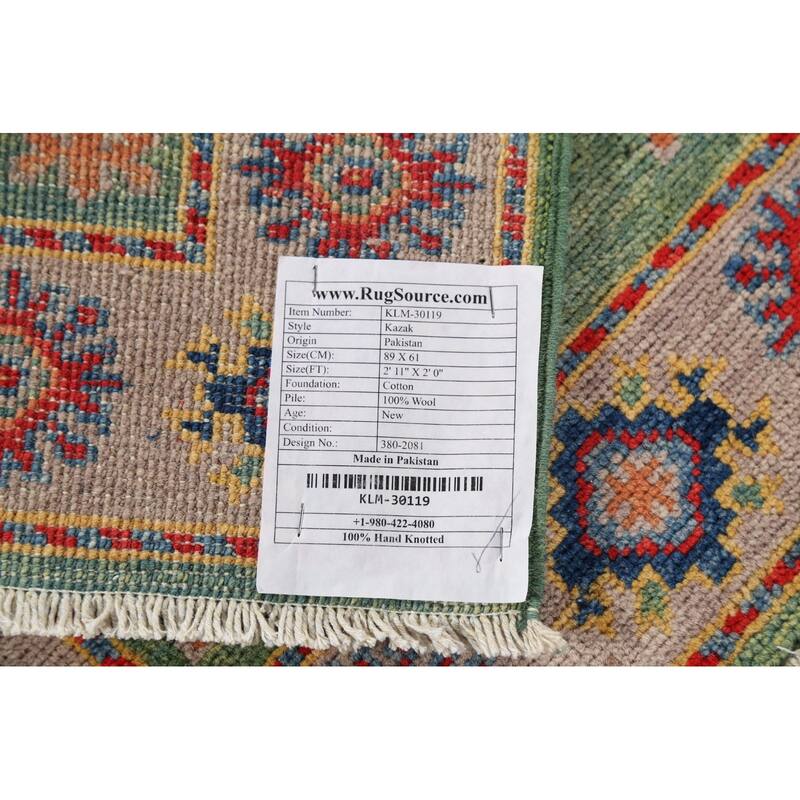 www.RugSource.com
Item Number: KLM-30119
Style Kazak
Origin Pakistan
Size(CM): 89 X 61
Size(FT): 2' 11" X 2' 0"
Foundation: Cotton
Pile: 100% Wool
Age: New
Condition:
Design No.: 380-2081
Made in Pakistan
KLM-30119
+1-980-422-4080
100% Hand Knotted